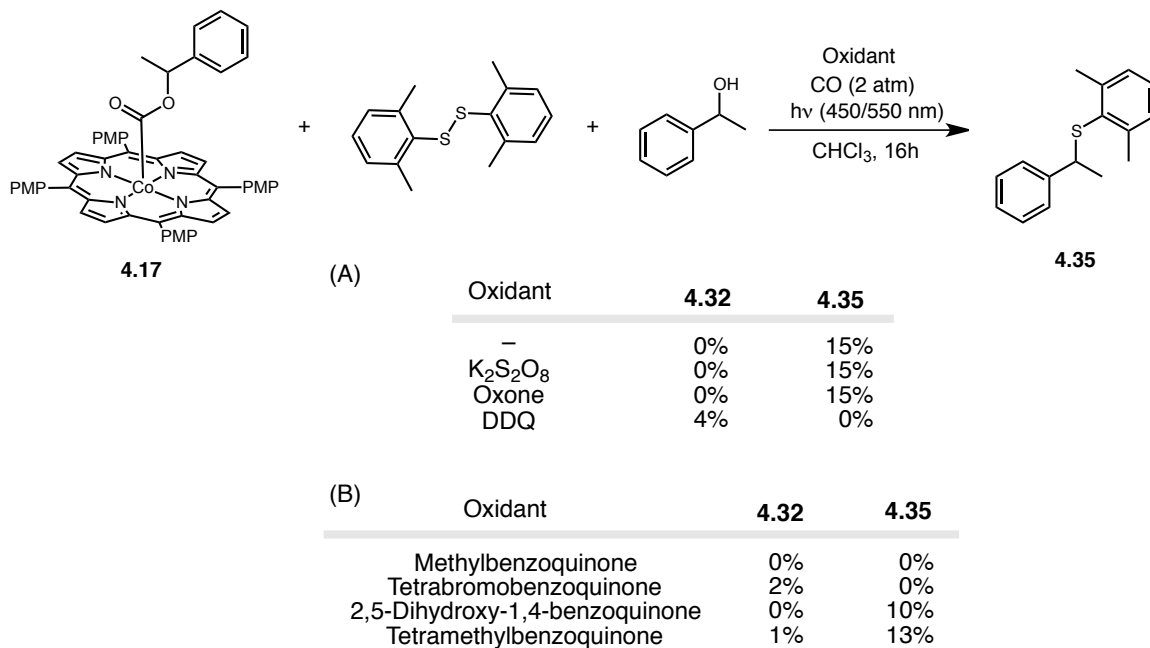 OH
Oxidant
CO (2 atm)
hν (450/550 nm)
CHCl3, 16h
O
O
PMP
PMP
PMP
PMP
N
N
N
N
Co
+
S
S
+
S
4.17
4.35
(A)
Oxidant 4.32 4.35
– 0% 15%
K2S2O8 0% 15%
Oxone 0% 15%
DDQ 4% 0%
(B)
Oxidant 4.32 4.35
Methylbenzoquinone 0% 0%
Tetrabromobenzoquinone 2% 0%
2,5-Dihydroxy-1,4-benzoquinone 0% 10%
Tetramethylbenzoquinone 1% 13%